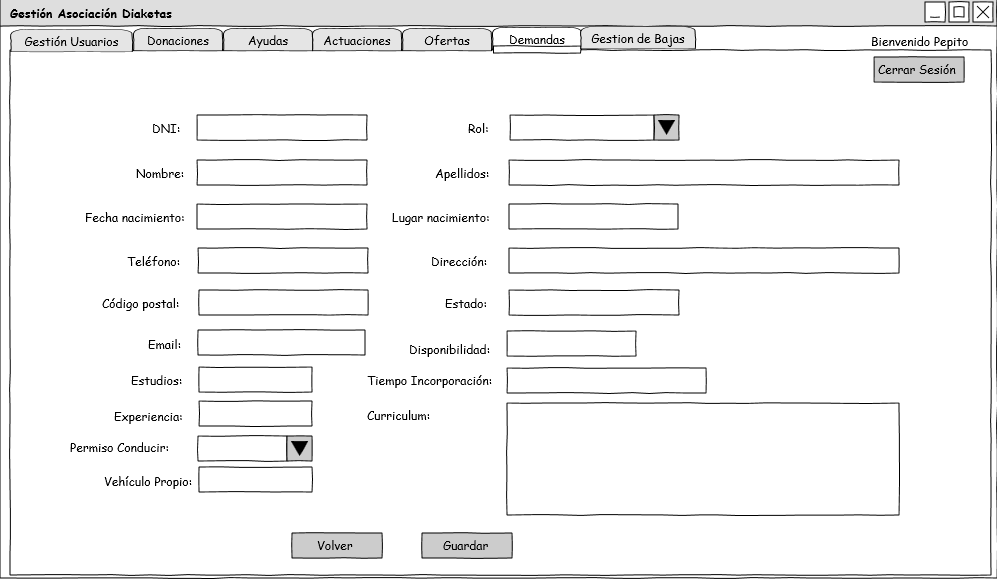 Gestión Asociación Diaketas
Gestión Usuarios
Donaciones
Ayudas
Actuaciones
Ofertas
Demandas
Gestion de Bajas
Bienvenido Pepito
Cerrar Sesión
DNI:
Rol:
Nombre:
Apellidos:
Fecha nacimiento:
Lugar nacimiento:
Teléfono:
Dirección:
Código postal:
Estado:
Email:
Disponibilidad:
Estudios:
Tiempo Incorporación:
Experiencia:
Curriculum:
Permiso Conducir:
Vehículo Propio:
Volver
Guardar